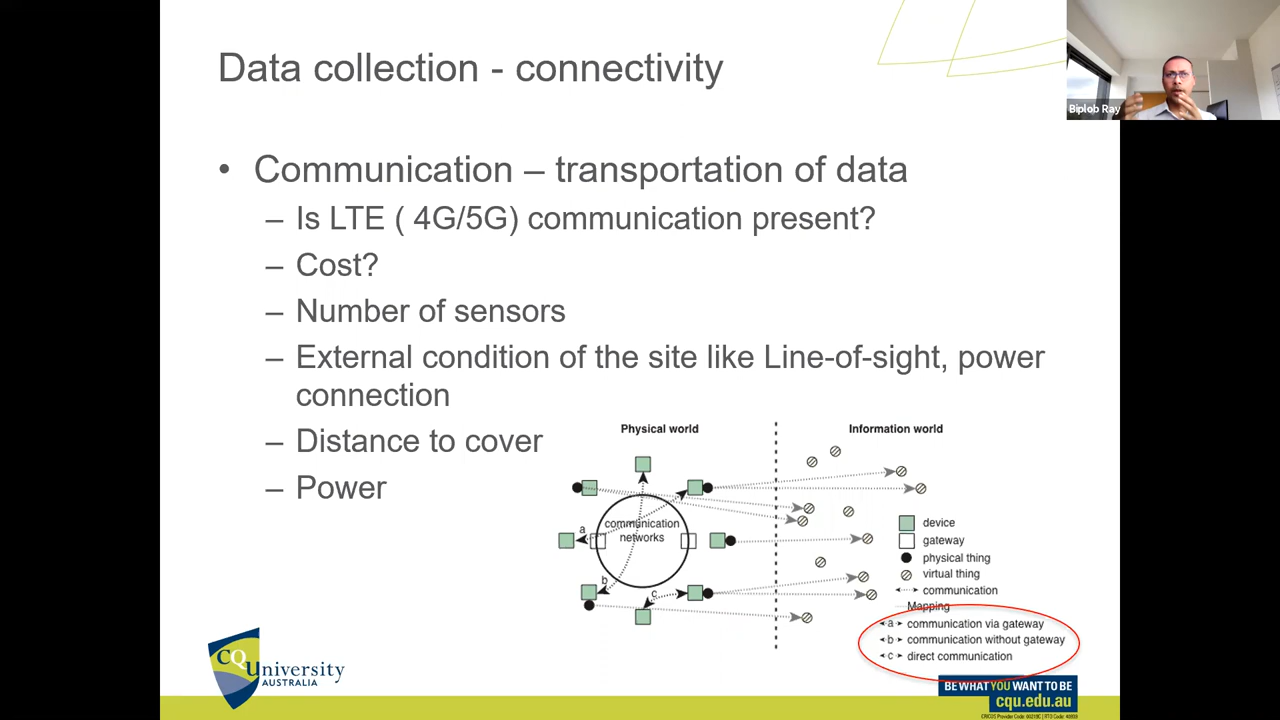 Data collection - connectivity
Biplob Ray
• Communication – transportation of data
– Is LTE ( 4G/5G) communication present?
– Cost?
– Number of sensors
– External condition of the site like Line-of-sight, power
connection
– Distance to cover
– Power
Physical world
Information world
communication
networks
a
b
c
device
gateway
physical thing
virtual thing
communication
Mapping
a communication via gateway
b communication without gateway
c direct communication
CQUniversity
AUSTRALIA
BE WHAT YOU WANT TO BE
cqu.edu.au